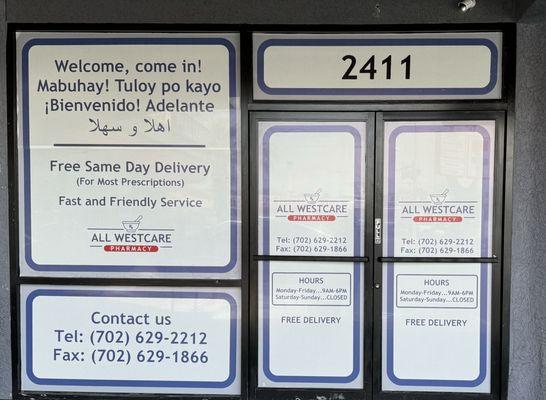 Welcome, come in!
Mabuhay! Tuloy po kayo
¡Bienvenido! Adelante
اهلا و سهلا
Free Same Day Delivery
(For Most Prescriptions)
Fast and Friendly Service
ALL WESTCARE
PHARMACY
Contact us
Tel: (702) 629-2212
Fax: (702) 629-1866
2411
ALL WESTCARE
PHARMACY
Tel: (702) 629-2212
Fax: (702) 629-1866
HOURS
Monday-Friday...9AM-6PM
Saturday-Sunday...CLOSED
FREE DELIVERY
ALL WESTCARE
PHARMACY
Tel: (702) 629-2212
Fax: (702) 629-1866
HOURS
Monday-Friday...9AM-6PM
Saturday-Sunday...CLOSED
FREE DELIVERY